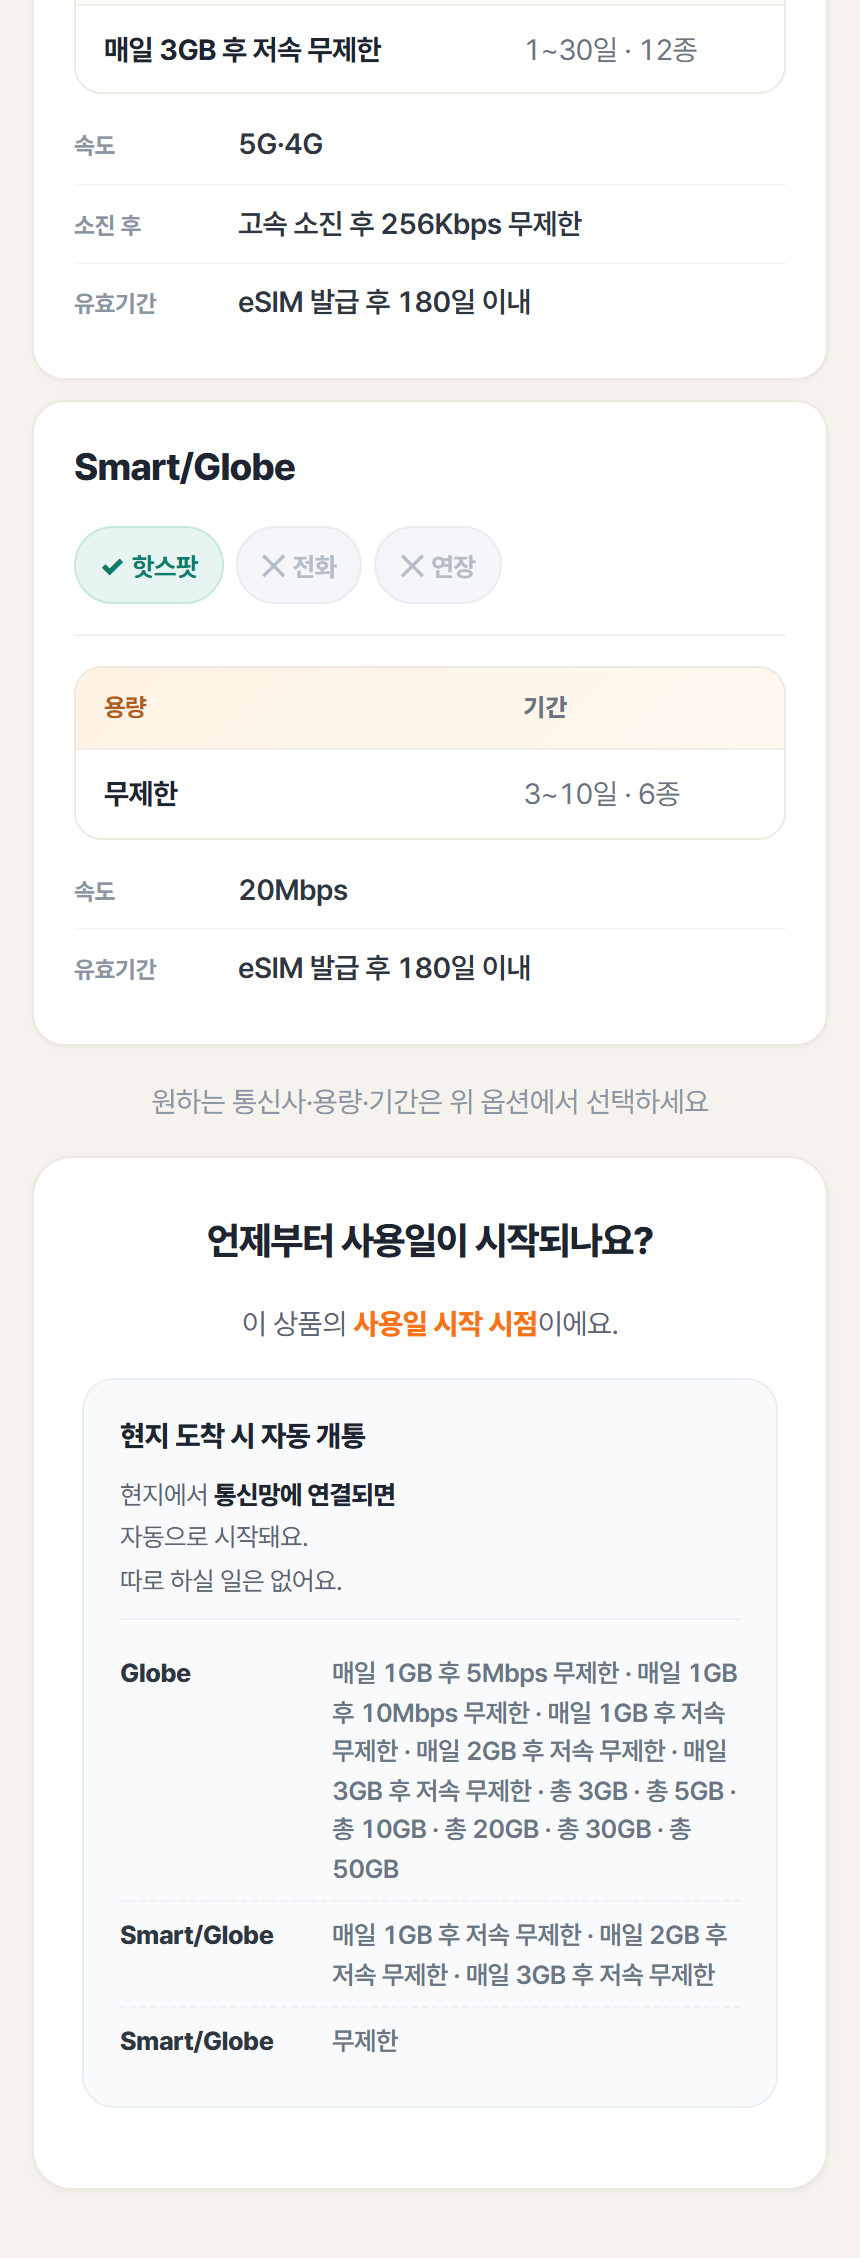 매일 3GB 후 저속 무제한 1~30일 · 12종
속도 5G·4G
소진 후 고속 소진 후 256Kbps 무제한
유효기간 eSIM 발급 후 180일 이내
Smart/Globe
✓ 핫스팟 ✕ 전화 ✕ 연장
용량 기간
무제한 3~10일 · 6종
속도 20Mbps
유효기간 eSIM 발급 후 180일 이내
원하는 통신사·용량·기간은 위 옵션에서 선택하세요
언제부터 사용일이 시작되나요?
이 상품의 사용일 시작 시점이에요.
현지 도착 시 자동 개통
현지에서 통신망에 연결되면
자동으로 시작돼요.
따로 하실 일은 없어요.
Globe 매일 1GB 후 5Mbps 무제한 · 매일 1GB
후 10Mbps 무제한 · 매일 1GB 후 저속
무제한 · 매일 2GB 후 저속 무제한 · 매일
3GB 후 저속 무제한 · 총 3GB · 총 5GB ·
총 10GB · 총 20GB · 총 30GB · 총
50GB
Smart/Globe 매일 1GB 후 저속 무제한 · 매일 2GB 후
저속 무제한 · 매일 3GB 후 저속 무제한
Smart/Globe 무제한